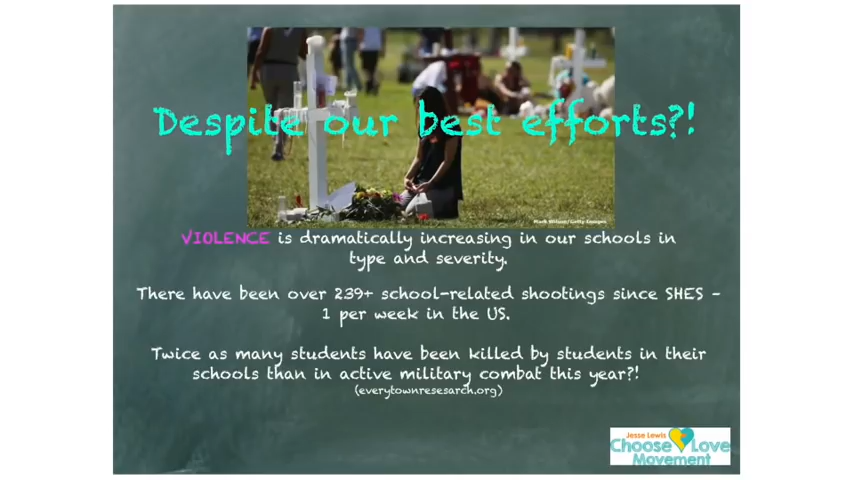 Despite our best efforts?!
Mark Wilson/Getty Images
VIOLENCE is dramatically increasing in our schools in
type and severity.
There have been over 239+ school-related shootings since SHES –
1 per week in the US.
Twice as many students have been killed by students in their
schools than in active military combat this year?!
(everytownresesarch.org)
Jesse Lewis
Choose Love
Movement